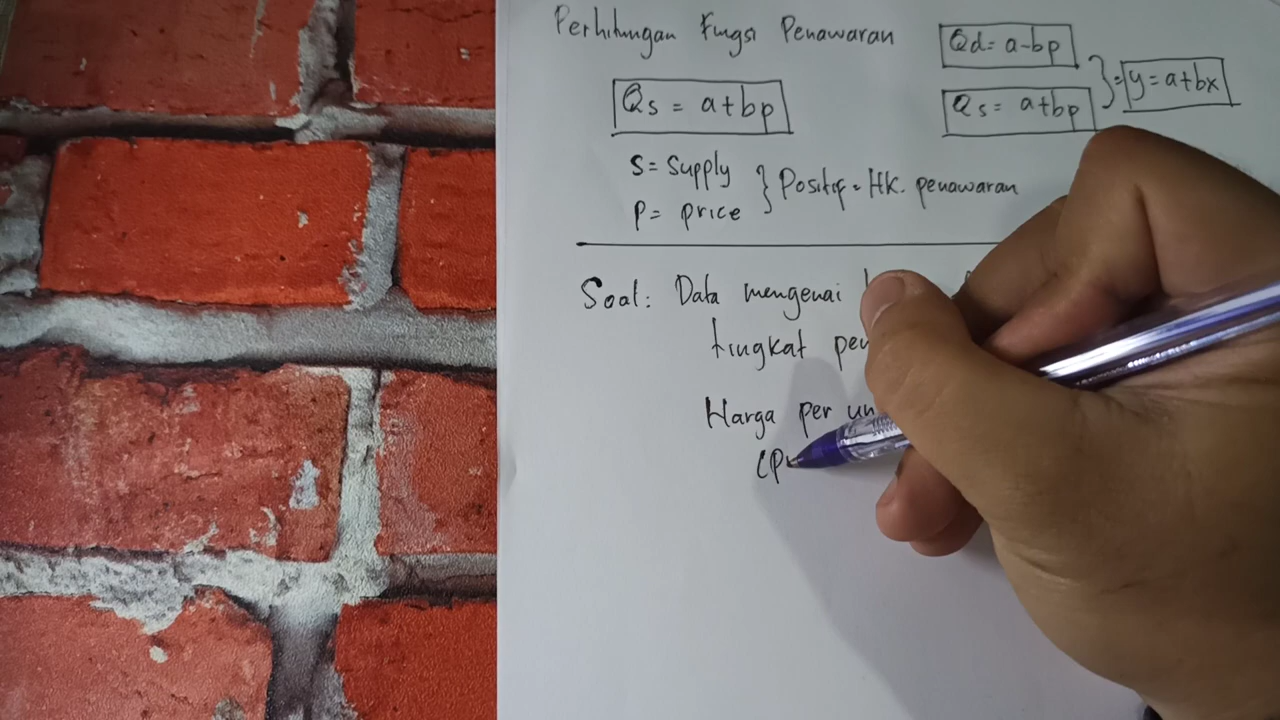 Perhitungan Fungsi Penawaran
Qd = a-bp
Qs = a+bp
} = y = a+bx
Qs = a+bp
S = Supply
P = price
} Positif = Hk. penawaran
Soal: Data mengenai
tingkat
Harga per un
(P